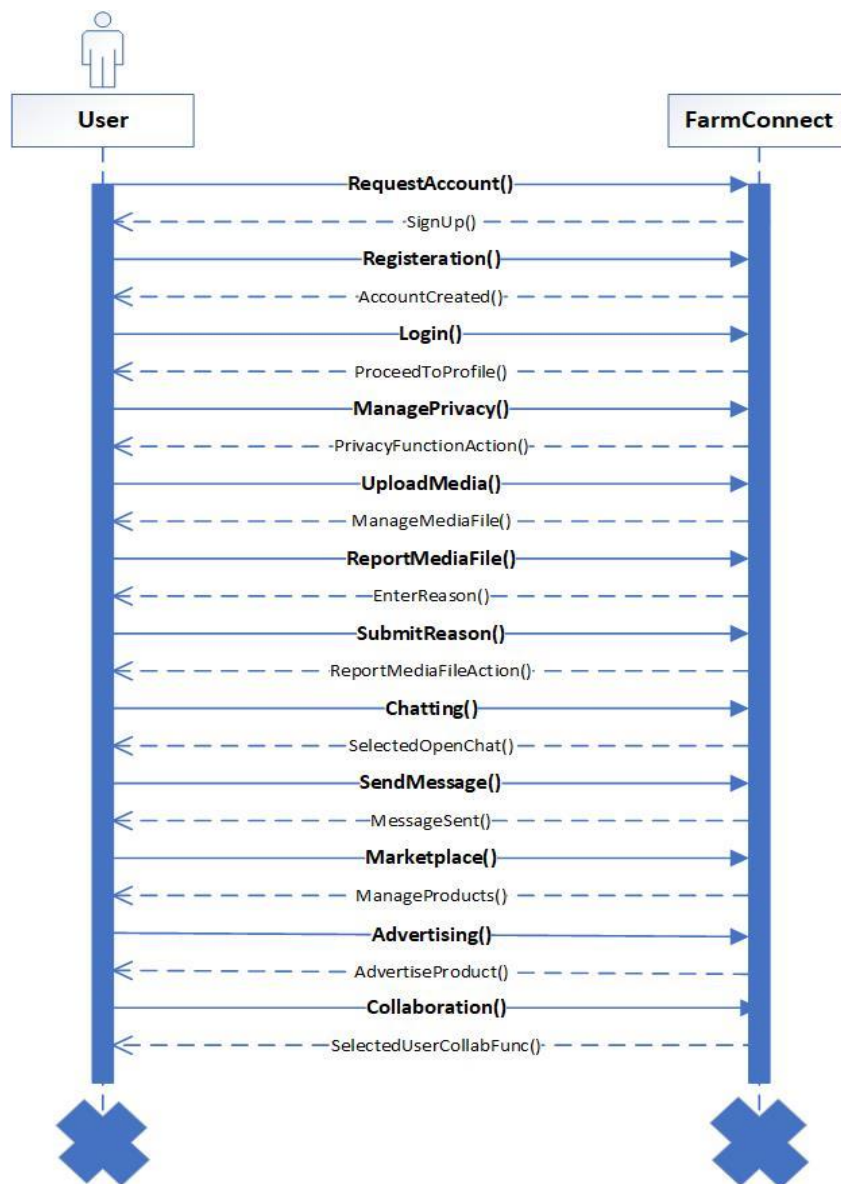 User
FarmConnect
RequestAccount()
SignUp()
Registeration()
AccountCreated()
Login()
ProceedToProfile()
ManagePrivacy()
PrivacyFunctionAction()
UploadMedia()
ManageMediaFile()
ReportMediaFile()
EnterReason()
SubmitReason()
ReportMediaFileAction()
Chatting()
SelectedOpenChat()
SendMessage()
MessageSent()
Marketplace()
ManageProducts()
Advertising()
AdvertiseProduct()
Collaboration()
SelectedUserCollabFunc()